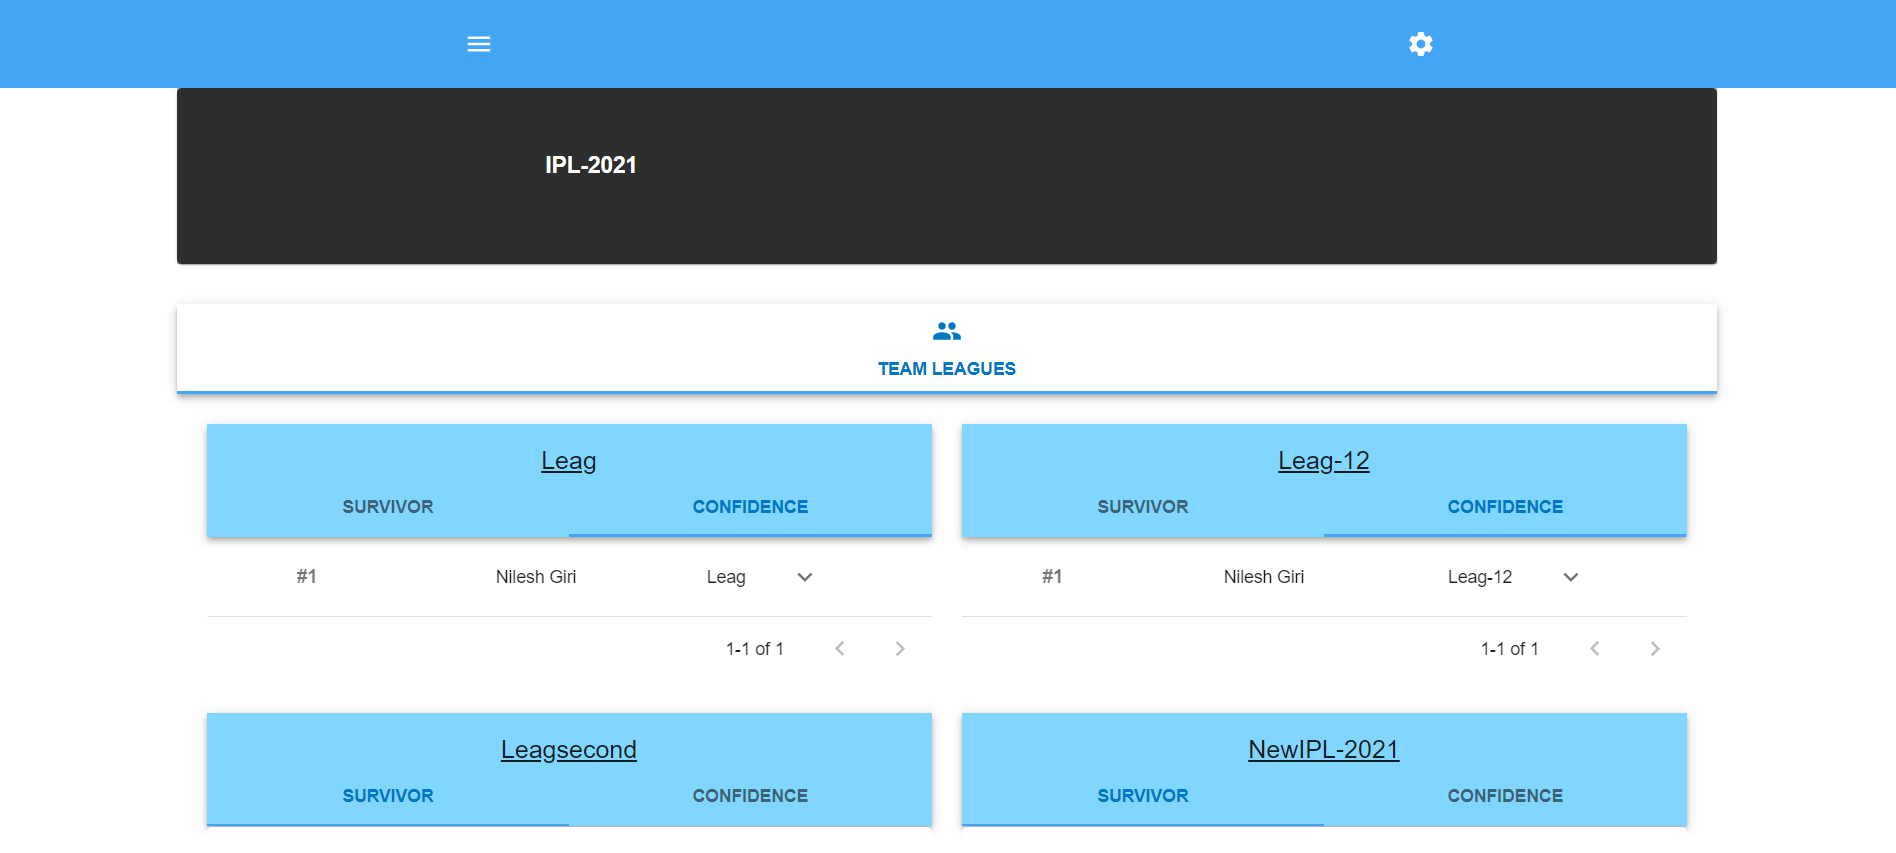 IPL-2021
TEAM LEAGUES
Leag
SURVIVOR CONFIDENCE
#1 Nilesh Giri Leag
1-1 of 1
Leag-12
SURVIVOR CONFIDENCE
#1 Nilesh Giri Leag-12
1-1 of 1
Leagsecond
SURVIVOR CONFIDENCE
NewIPL-2021
SURVIVOR CONFIDENCE